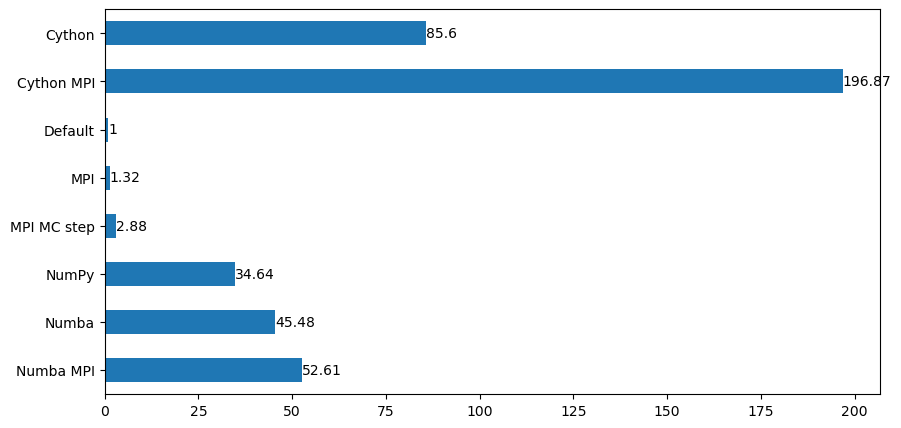 Cython 85.6
Cython MPI 196.87
Default 1
MPI 1.32
MPI MC step 2.88
NumPy 34.64
Numba 45.48
Numba MPI 52.61
0 25 50 75 100 125 150 175 200